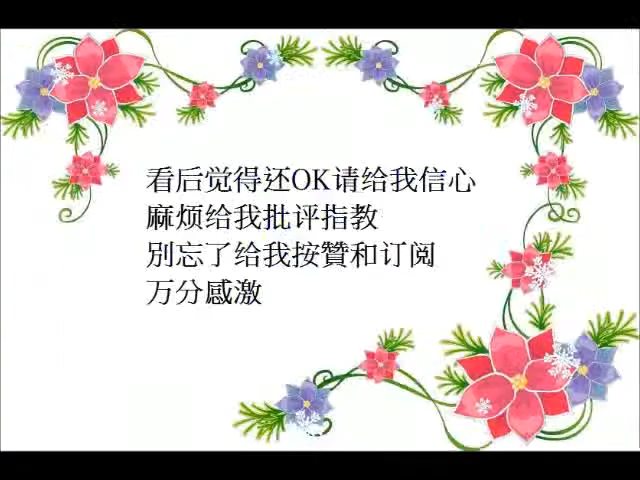 看后觉得还OK请给我信心
麻烦给我批评指教
別忘了给我按赞和订阅
万分感激